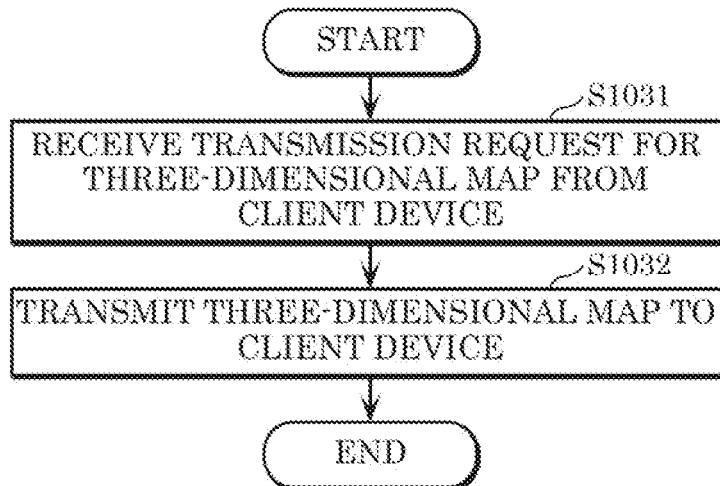 START
S1031
RECEIVE TRANSMISSION REQUEST FOR
THREE-DIMENSIONAL MAP FROM
CLIENT DEVICE
S1032
TRANSMIT THREE-DIMENSIONAL MAP TO
CLIENT DEVICE
END